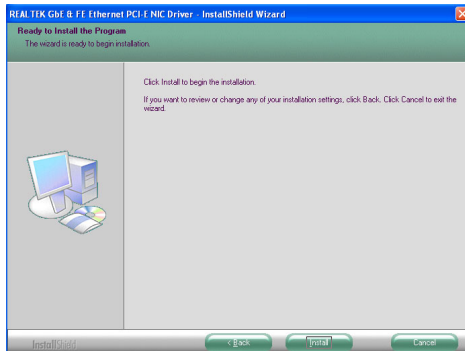 REALTEK GbE & FE Ethernet PCI-E NIC Driver - InstallShield Wizard
Ready to Install the Program
The wizard is ready to begin installation.
Click Install to begin the installation.
If you want to review or change any of your installation settings, click Back. Click Cancel to exit the
wizard.
InstallShield
< Back
Install
Cancel